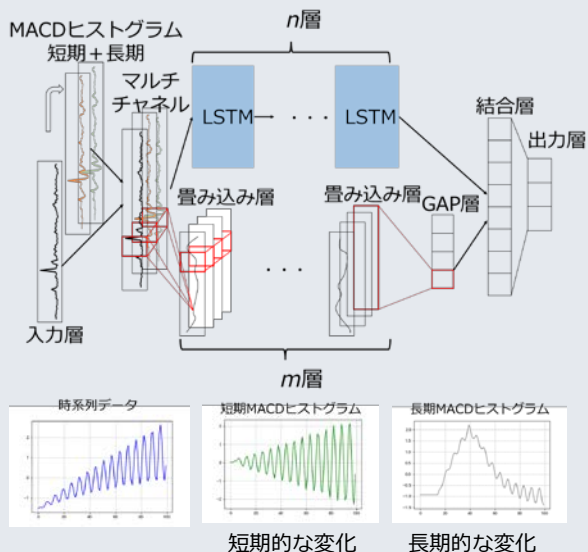 n層
MACDヒストグラム
短期＋長期
マルチ
チャネル
LSTM
・・・
LSTM
結合層
出力層
畳み込み層
畳み込み層
GAP層
・・・
入力層
m層
時系列データ
短期MACDヒストグラム
長期MACDヒストグラム
短期的な変化
長期的な変化